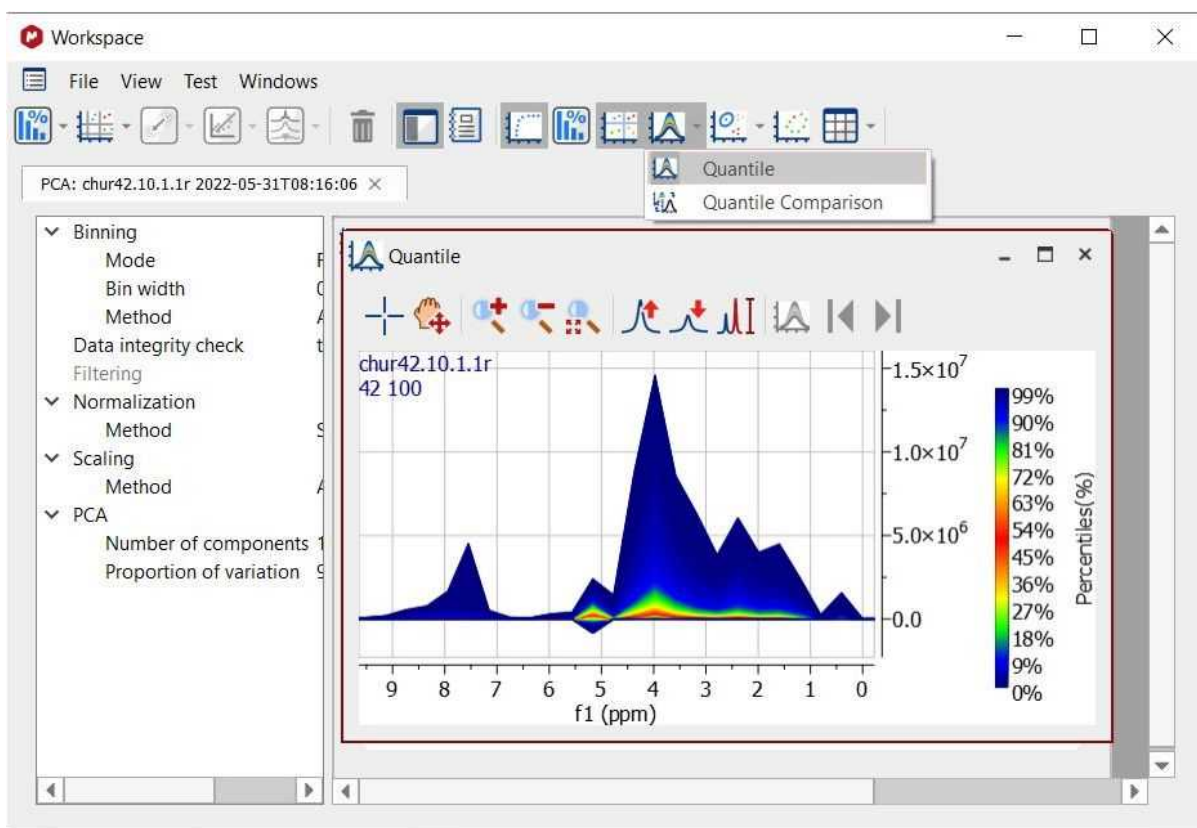 Workspace
File View Test Windows
PCA: chur42.10.1.1r 2022-05-31T08:16:06
Quantile
Quantile Comparison
Binning
Mode
Bin width
Method
Data integrity check
Filtering
Normalization
Method
Scaling
Method
PCA
Number of components 1
Proportion of variation 9
Quantile
chur42.10.1.1r
42 100
1.5×10⁷
1.0×10⁷
5.0×10⁶
0.0
9 8 7 6 5 4 3 2 1 0
f1 (ppm)
99%
90%
81%
72%
63%
54%
45%
36%
27%
18%
9%
0%
Percentiles(%)